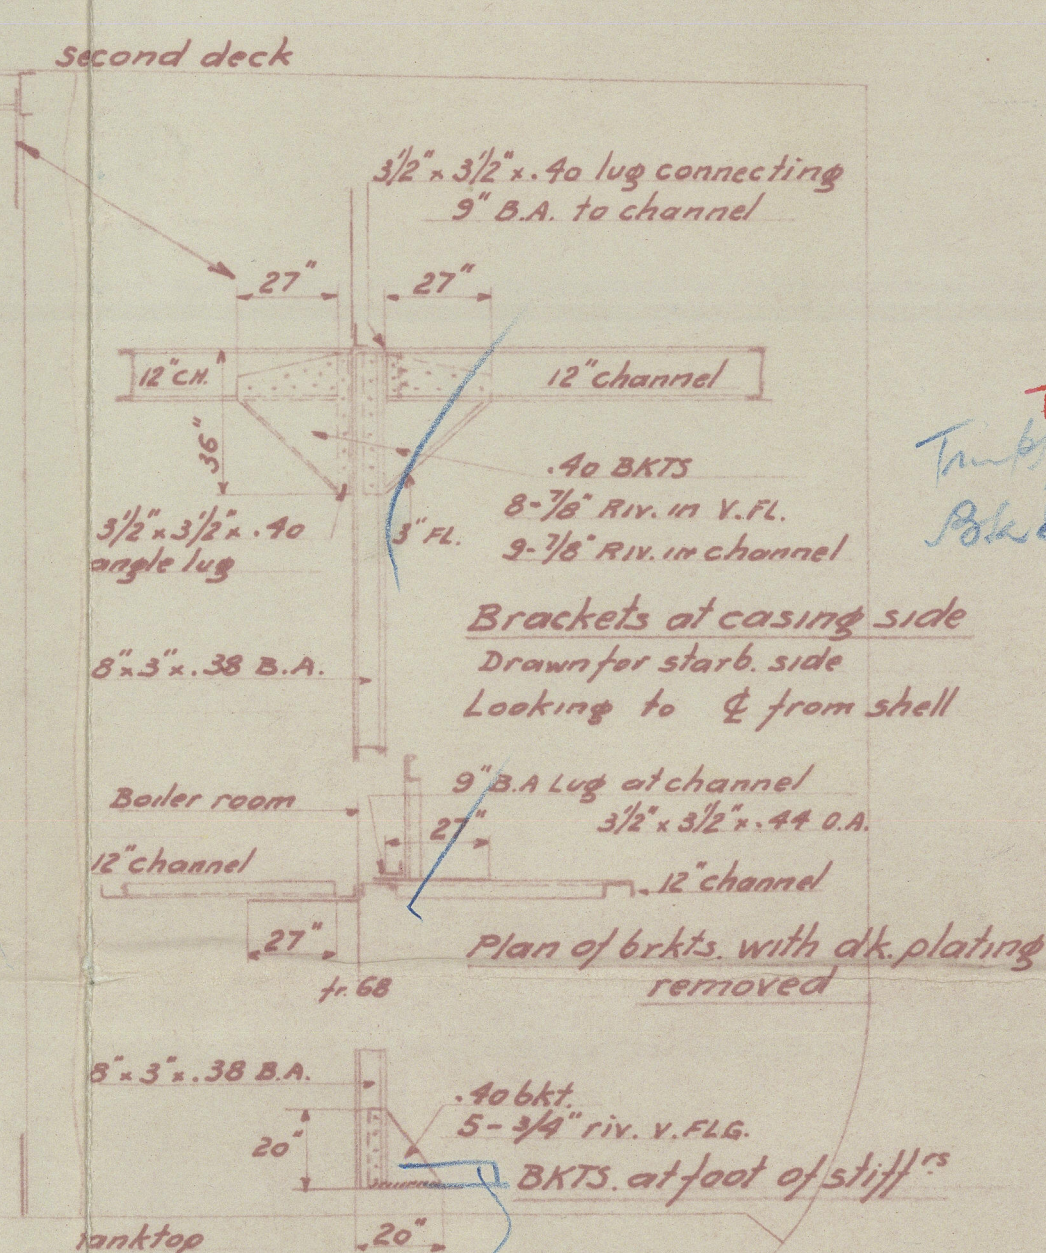 second deck
3½" x 3½" x .40 lug connecting
9" B.A. to channel
27"
27"
12" CH.
12" channel
36"
.40 BKTS
8-7/8" Riv. in V.FL.
9-7/8" Riv. in channel
3½" x 3½" x .40
angle lug
3" FL.
Brackets at casing side
Drawn for starb. side
Looking to ℄ from shell
8" x 3" x .38 B.A.
9" B.A Lug at channel
3½" x 3½" x .44 O.A.
Boiler room
27"
12" channel
12" channel
27"
Plan of brkts. with dk. plating
removed
fr. 68
8" x 3" x .38 B.A.
.40 bkt.
5-3/4" riv. V.FLG.
20"
BKTS. at foot of stiffrs
20"
tanktop